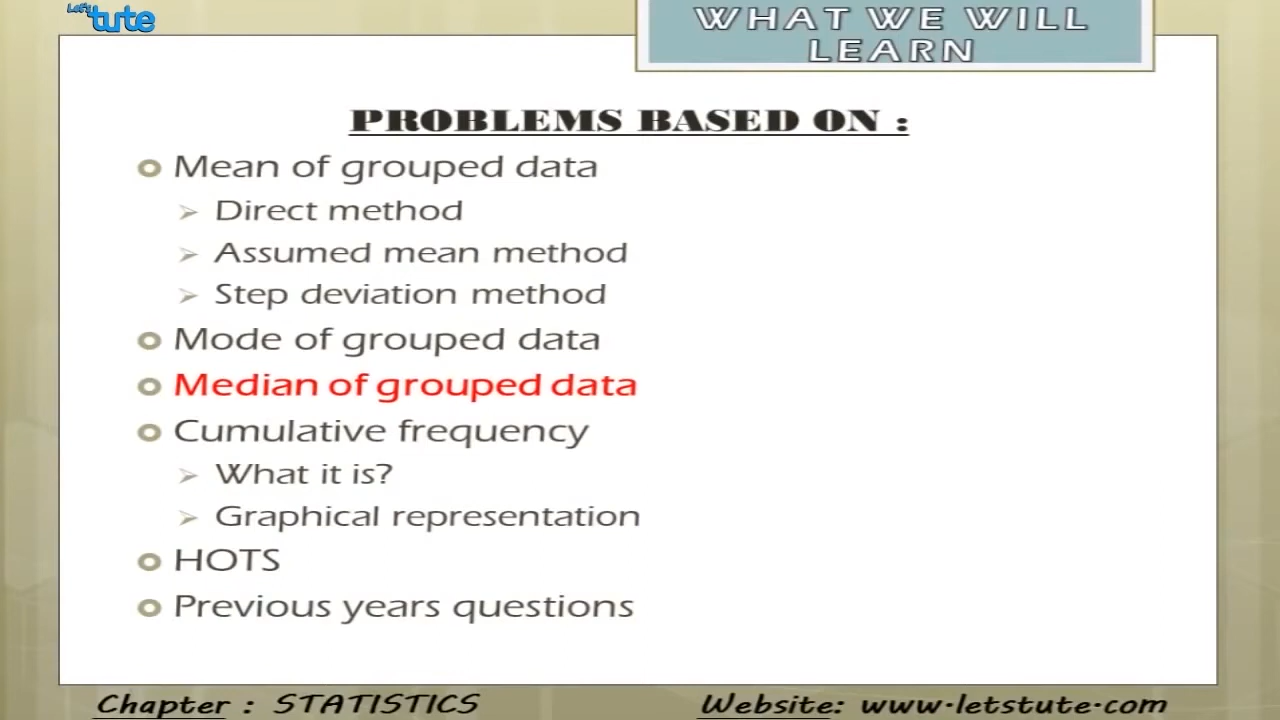 Let's
tute
WHAT WE WILL
LEARN
PROBLEMS BASED ON :
Mean of grouped data
Direct method
Assumed mean method
Step deviation method
Mode of grouped data
Median of grouped data
Cumulative frequency
What it is?
Graphical representation
HOTS
Previous years questions
Chapter : STATISTICS
Website: www.letstute.com